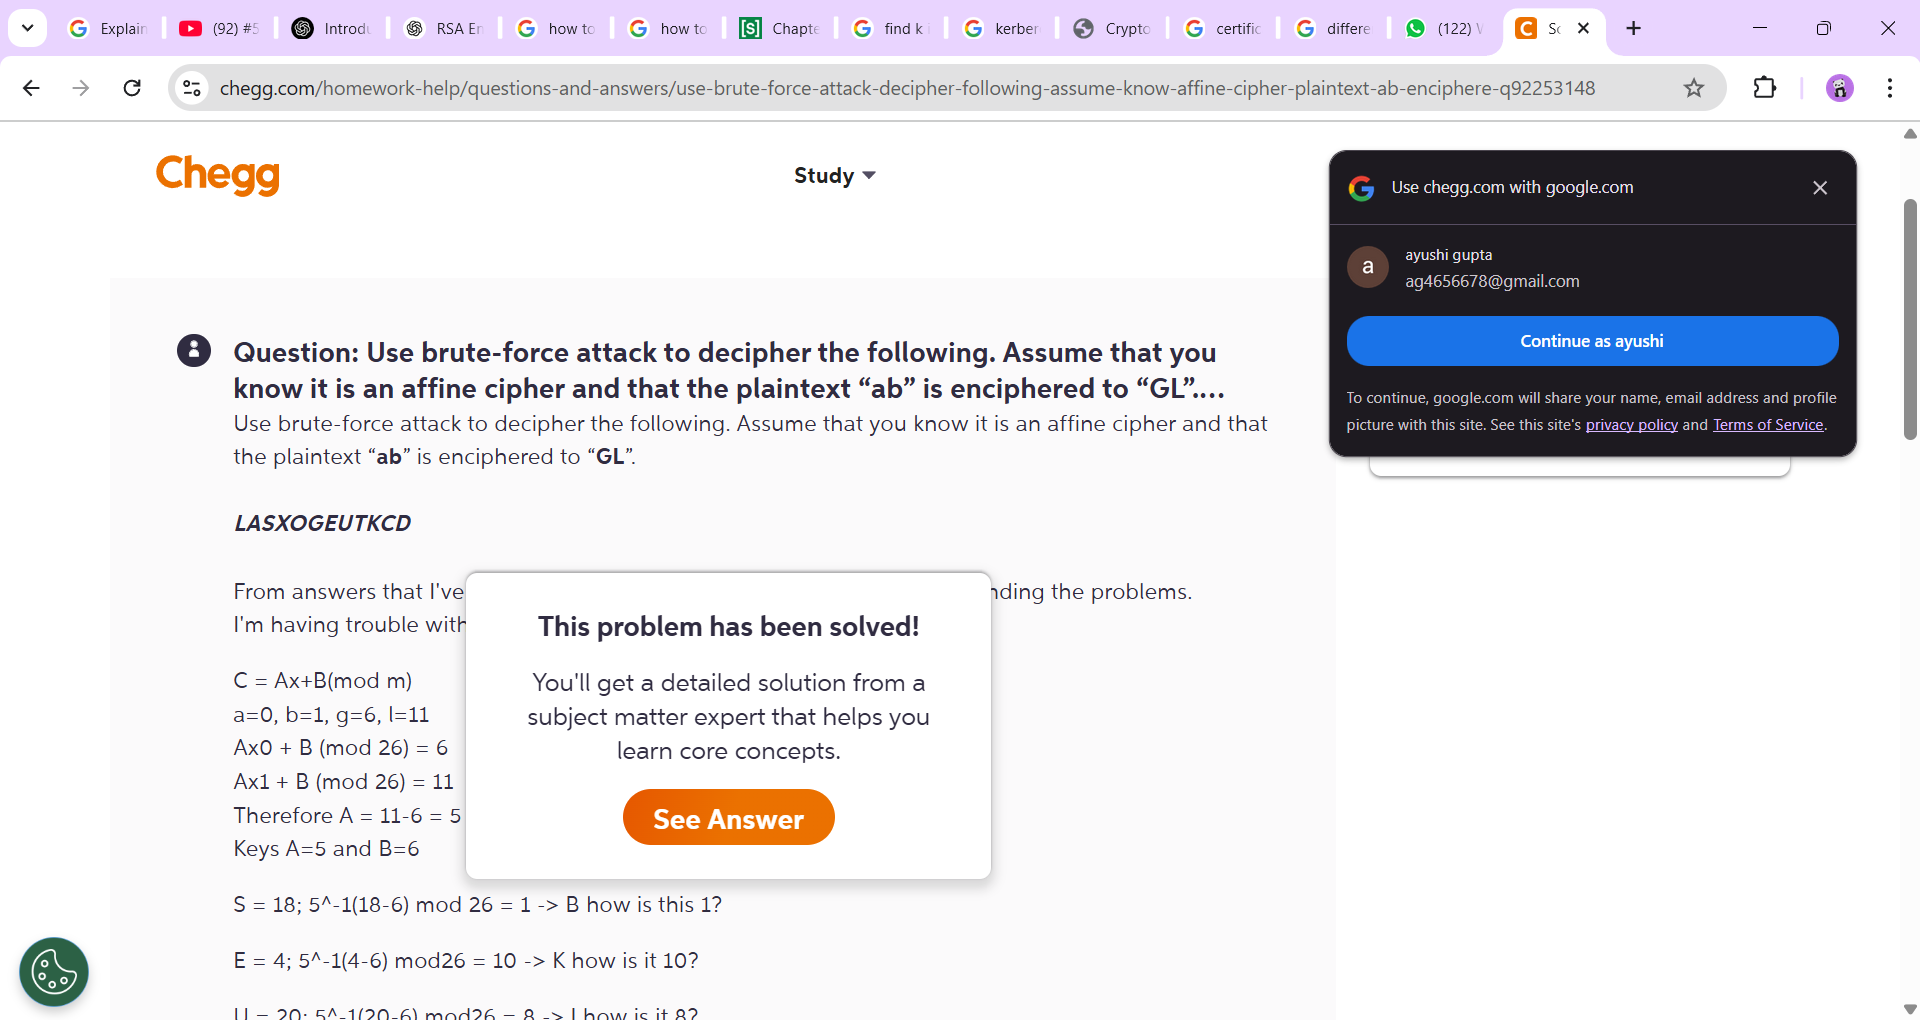 Explain
(92) #5
Introdu
RSA En
how to
how to
[S] Chapte
find k i
kerber
Crypto
certific
differe
(122) W
So
chegg.com/homework-help/questions-and-answers/use-brute-force-attack-decipher-following-assume-know-affine-cipher-plaintext-ab-enciphere-q92253148
Chegg
Study
Use chegg.com with google.com
a
ayushi gupta
ag4656678@gmail.com
Continue as ayushi
To continue, google.com will share your name, email address and profile
picture with this site. See this site's privacy policy and Terms of Service.
Question: Use brute-force attack to decipher the following. Assume that you
know it is an affine cipher and that the plaintext “ab” is enciphered to “GL”....
Use brute-force attack to decipher the following. Assume that you know it is an affine cipher and that
the plaintext “ab” is enciphered to “GL”.
LASXOGEUTKCD
From answers that I've nding the problems.
I'm having trouble with
This problem has been solved!
You'll get a detailed solution from a
subject matter expert that helps you
learn core concepts.
See Answer
C = Ax+B(mod m)
a=0, b=1, g=6, l=11
Ax0 + B (mod 26) = 6
Ax1 + B (mod 26) = 11
Therefore A = 11-6 = 5
Keys A=5 and B=6
S = 18; 5^-1(18-6) mod 26 = 1 -> B how is this 1?
E = 4; 5^-1(4-6) mod26 = 10 -> K how is it 10?
U = 20; 5^-1(20-6) mod26 = 8 -> I how is it 8?